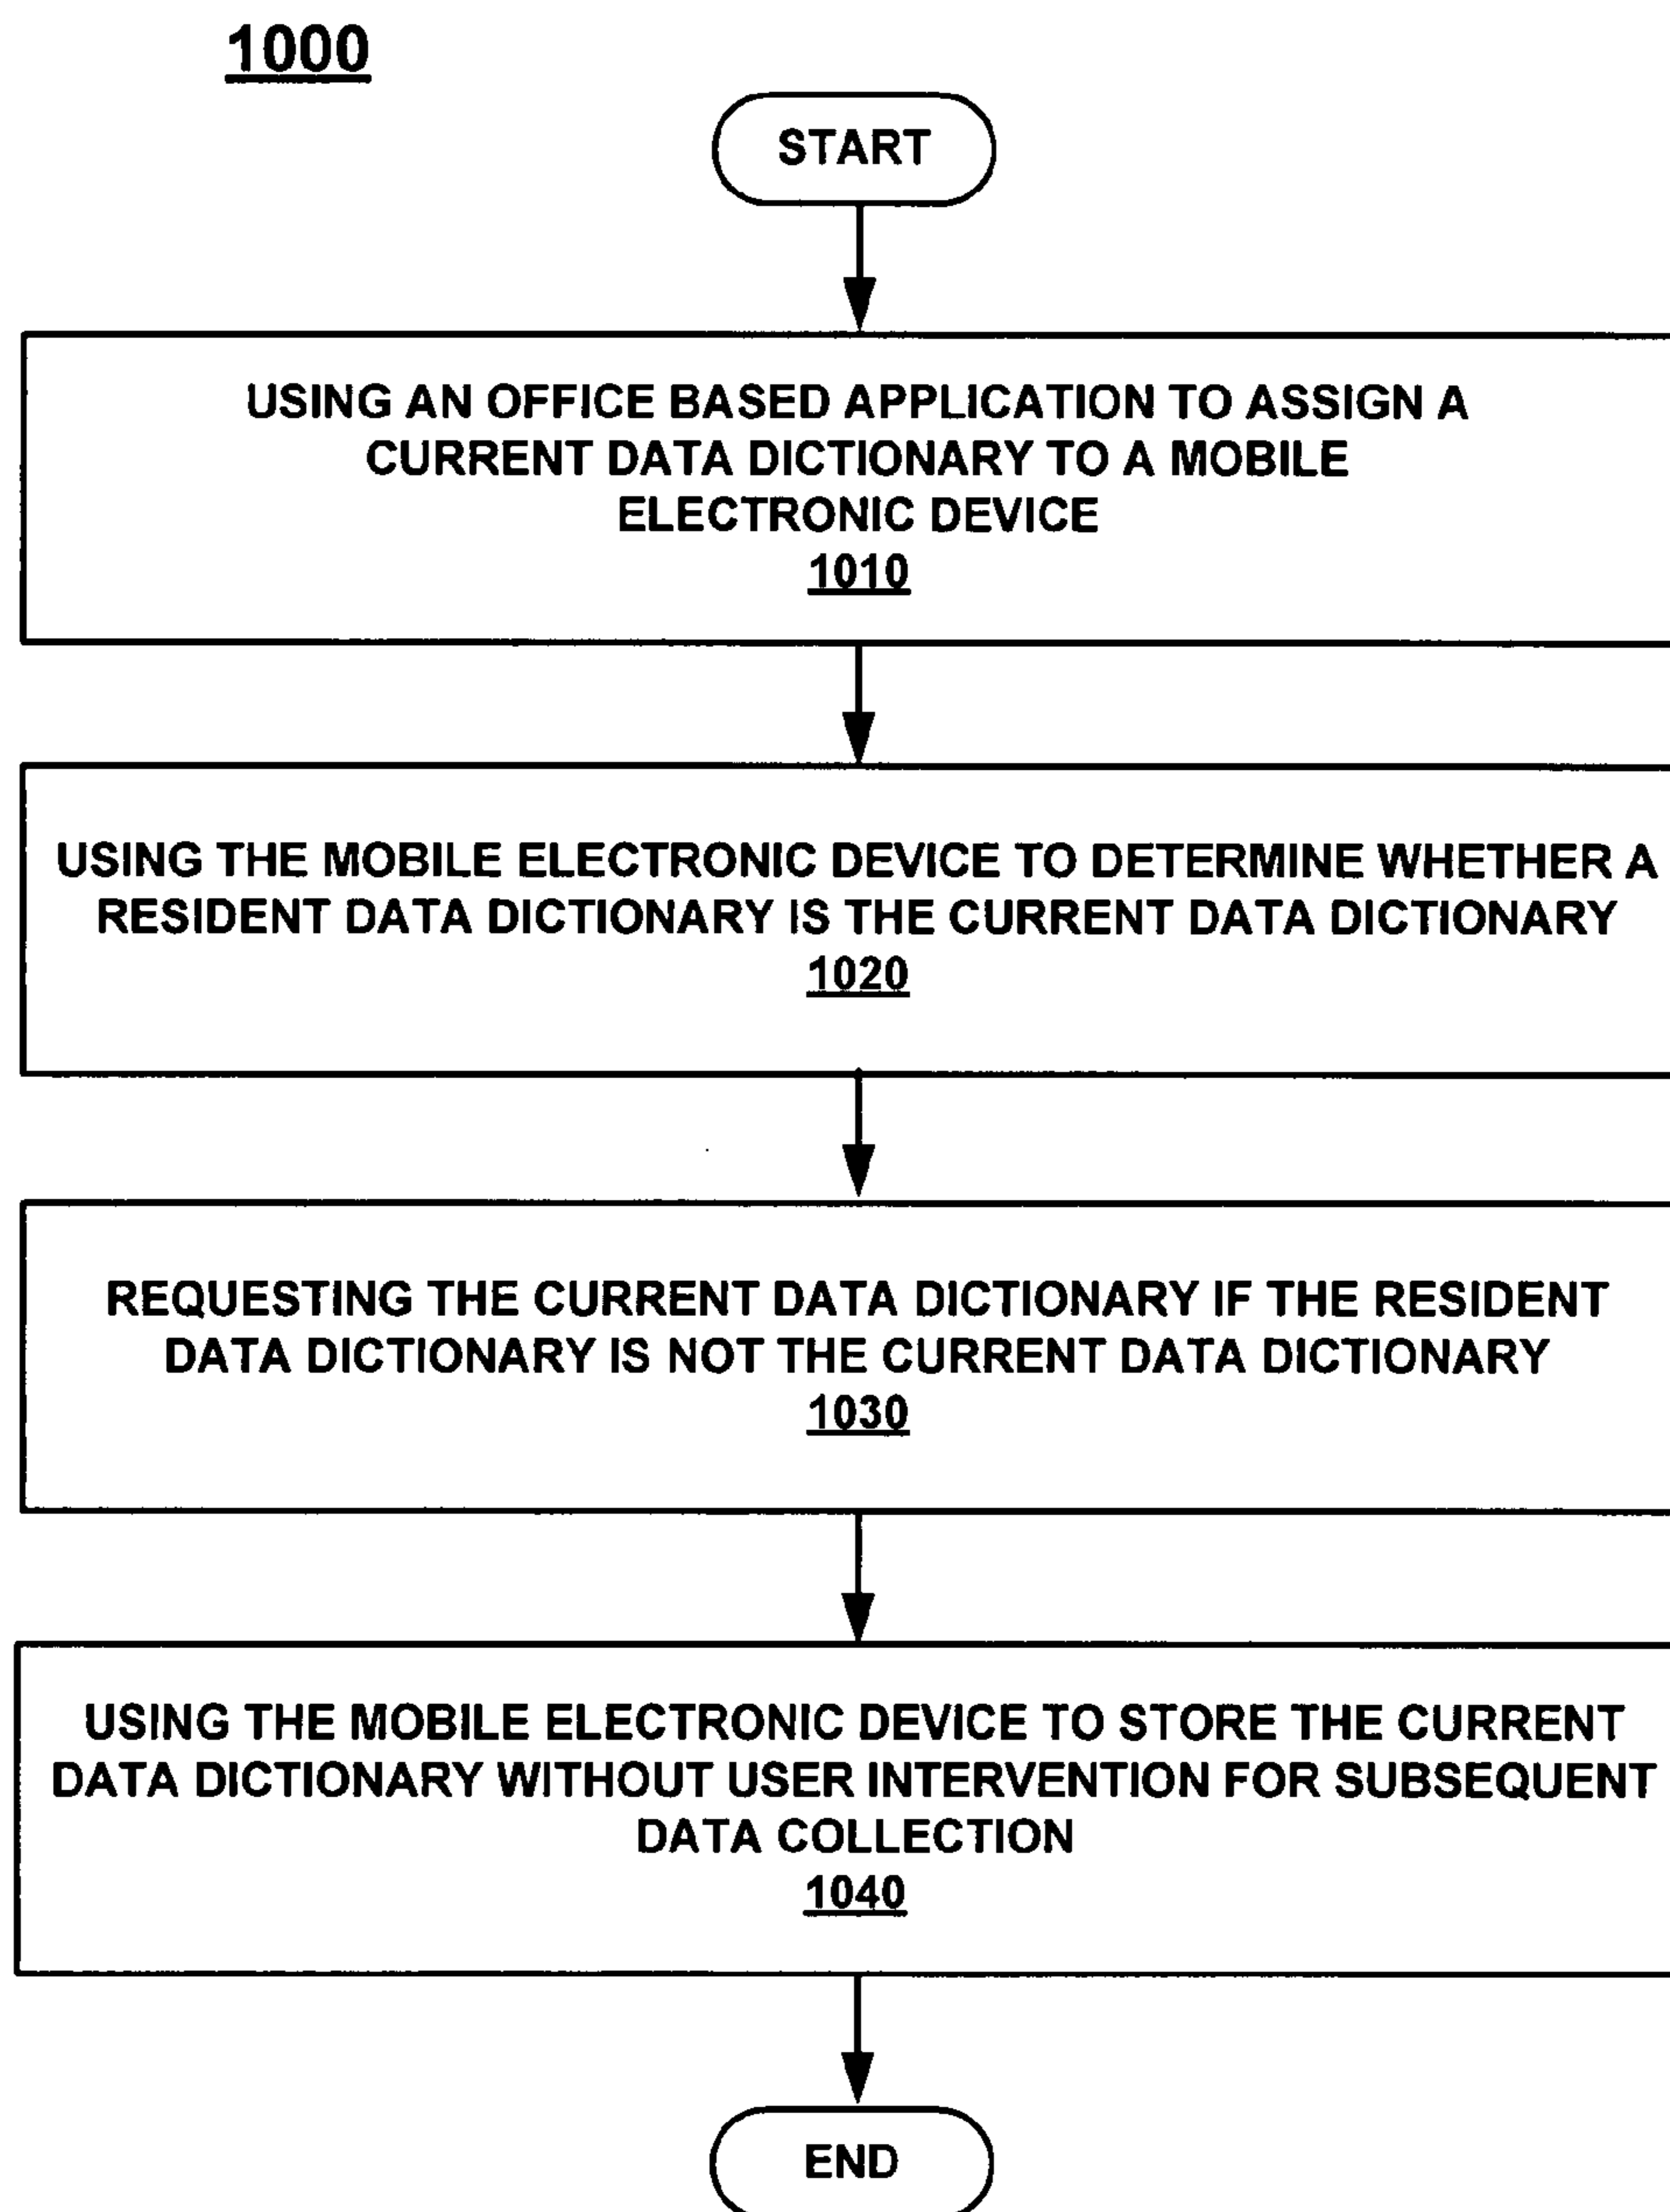 1000
START
USING AN OFFICE BASED APPLICATION TO ASSIGN A
CURRENT DATA DICTIONARY TO A MOBILE
ELECTRONIC DEVICE
1010
USING THE MOBILE ELECTRONIC DEVICE TO DETERMINE WHETHER A
RESIDENT DATA DICTIONARY IS THE CURRENT DATA DICTIONARY
1020
REQUESTING THE CURRENT DATA DICTIONARY IF THE RESIDENT
DATA DICTIONARY IS NOT THE CURRENT DATA DICTIONARY
1030
USING THE MOBILE ELECTRONIC DEVICE TO STORE THE CURRENT
DATA DICTIONARY WITHOUT USER INTERVENTION FOR SUBSEQUENT
DATA COLLECTION
1040
END